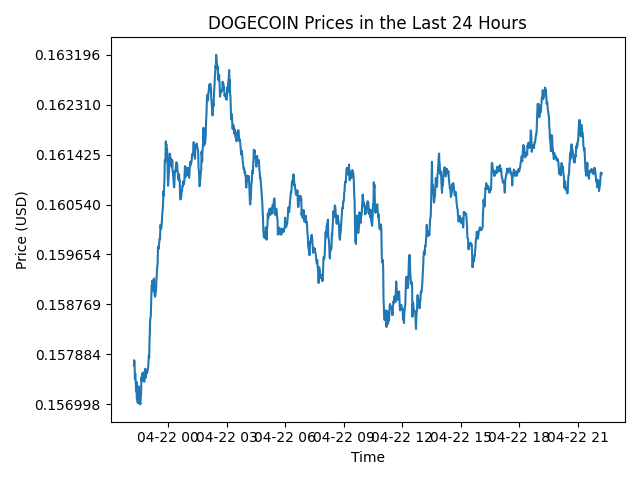 DOGECOIN Prices in the Last 24 Hours
0.163196
0.162310
0.161425
0.160540
0.159654
0.158769
0.157884
0.156998
Price (USD)
04-22 00 04-22 03 04-22 06 04-22 09 04-22 12 04-22 15 04-22 18 04-22 21
Time